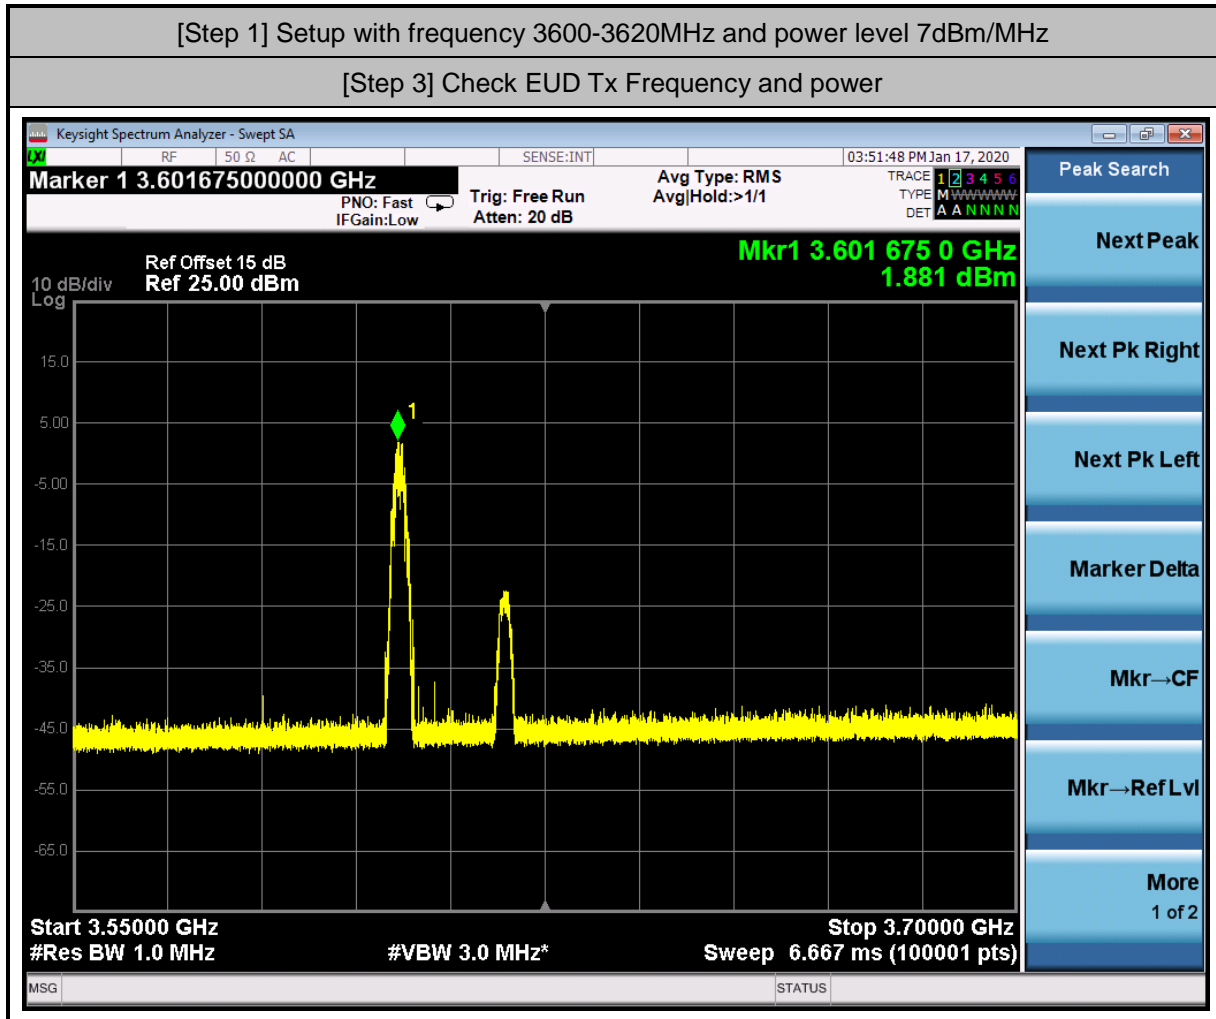 [Step 1] Setup with frequency 3600-3620MHz and power level 7dBm/MHz
[Step 3] Check EUD Tx Frequency and power
Keysight Spectrum Analyzer - Swept SA
LXI RF 50 Ω AC SENSE:INT 03:51:48 PM Jan 17, 2020
Marker 1 3.601675000000 GHz
PNO: Fast
IFGain:Low
Trig: Free Run
Atten: 20 dB
Avg Type: RMS
Avg|Hold:>1/1
TRACE 1 2 3 4 5 6
TYPE M W W W W W
DET A A N N N N
Mkr1 3.601 675 0 GHz
1.881 dBm
Ref Offset 15 dB
10 dB/div Ref 25.00 dBm
Log
15.0
5.00
-5.00
-15.0
-25.0
-35.0
-45.0
-55.0
-65.0
1
Start 3.55000 GHz Stop 3.70000 GHz
#Res BW 1.0 MHz #VBW 3.0 MHz* Sweep 6.667 ms (100001 pts)
MSG STATUS
Peak Search
Next Peak
Next Pk Right
Next Pk Left
Marker Delta
Mkr→CF
Mkr→Ref Lvl
More
1 of 2